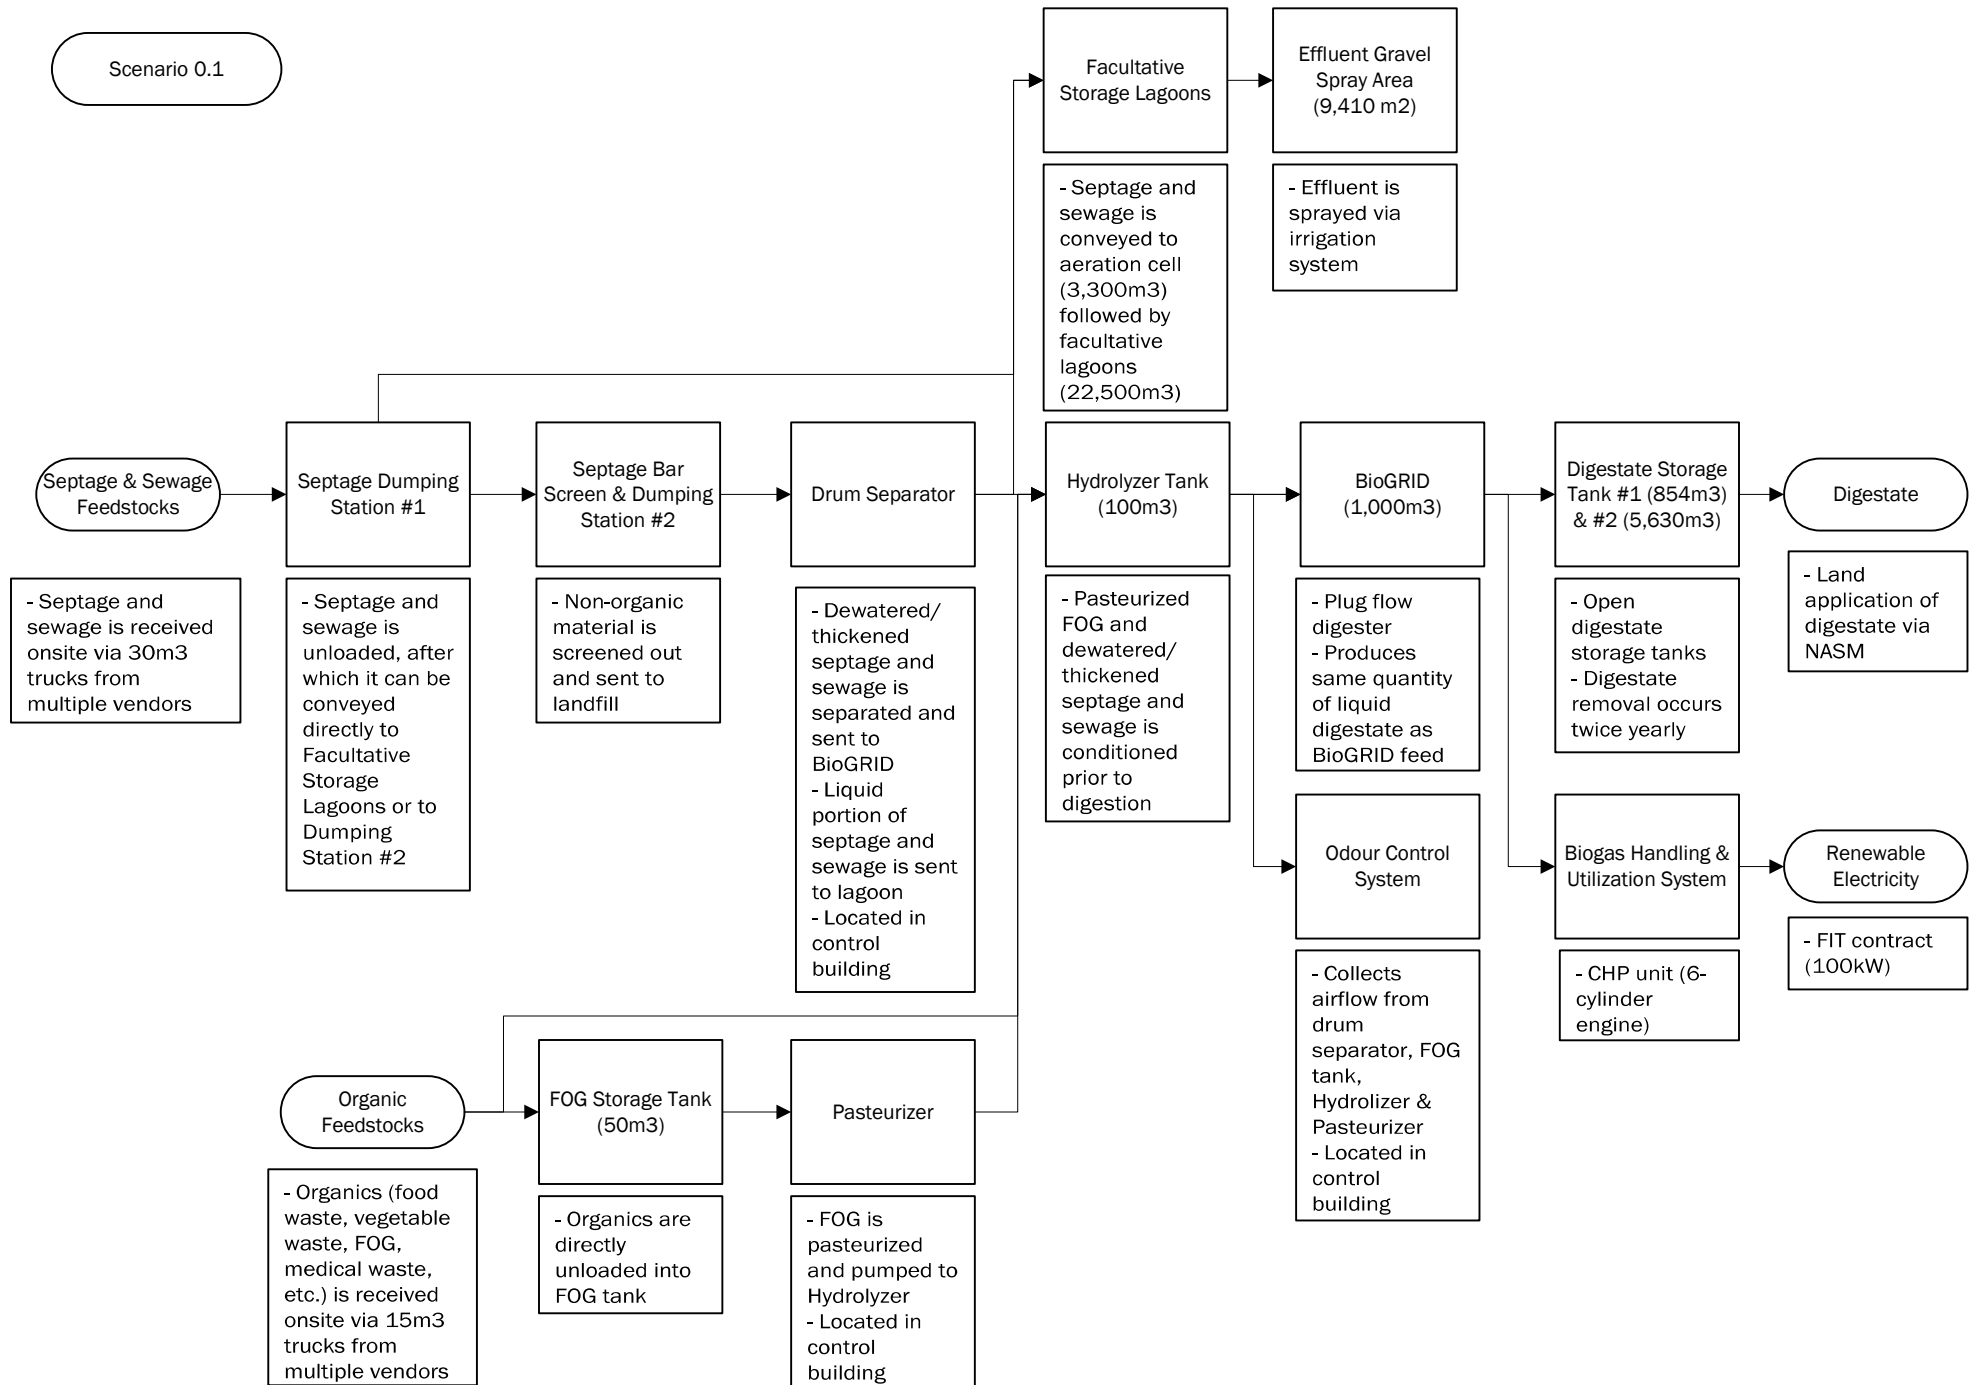 Scenario 0.1
Facultative
Storage Lagoons
Effluent Gravel
Spray Area
(9,410 m2)
- Septage and
sewage is
conveyed to
aeration cell
(3,300m3)
followed by
facultative
lagoons
(22,500m3)
- Effluent is
sprayed via
irrigation
system
Septage & Sewage
Feedstocks
Septage Dumping
Station #1
Septage Bar
Screen & Dumping
Station #2
Drum Separator
Hydrolyzer Tank
(100m3)
BioGRID
(1,000m3)
Digestate Storage
Tank #1 (854m3)
& #2 (5,630m3)
Digestate
- Septage and
sewage is received
onsite via 30m3
trucks from
multiple vendors
- Septage and
sewage is
unloaded, after
which it can be
conveyed
directly to
Facultative
Storage
Lagoons or to
Dumping
Station #2
- Non-organic
material is
screened out
and sent to
landfill
- Dewatered/
thickened
septage and
sewage is
separated and
sent to
BioGRID
- Liquid
portion of
septage and
sewage is sent
to lagoon
- Located in
control
building
- Pasteurized
FOG and
dewatered/
thickened
septage and
sewage is
conditioned
prior to
digestion
- Plug flow
digester
- Produces
same quantity
of liquid
digestate as
BioGRID feed
- Open
digestate
storage tanks
- Digestate
removal occurs
twice yearly
- Land
application of
digestate via
NASM
Odour Control
System
Biogas Handling &
Utilization System
Renewable
Electricity
- Collects
airflow from
drum
separator, FOG
tank,
Hydrolizer &
Pasteurizer
- Located in
control
building
- CHP unit (6-
cylinder
engine)
- FIT contract
(100kW)
Organic
Feedstocks
FOG Storage Tank
(50m3)
Pasteurizer
- Organics (food
waste, vegetable
waste, FOG,
medical waste,
etc.) is received
onsite via 15m3
trucks from
multiple vendors
- Organics are
directly
unloaded into
FOG tank
- FOG is
pasteurized
and pumped to
Hydrolyzer
- Located in
control
building